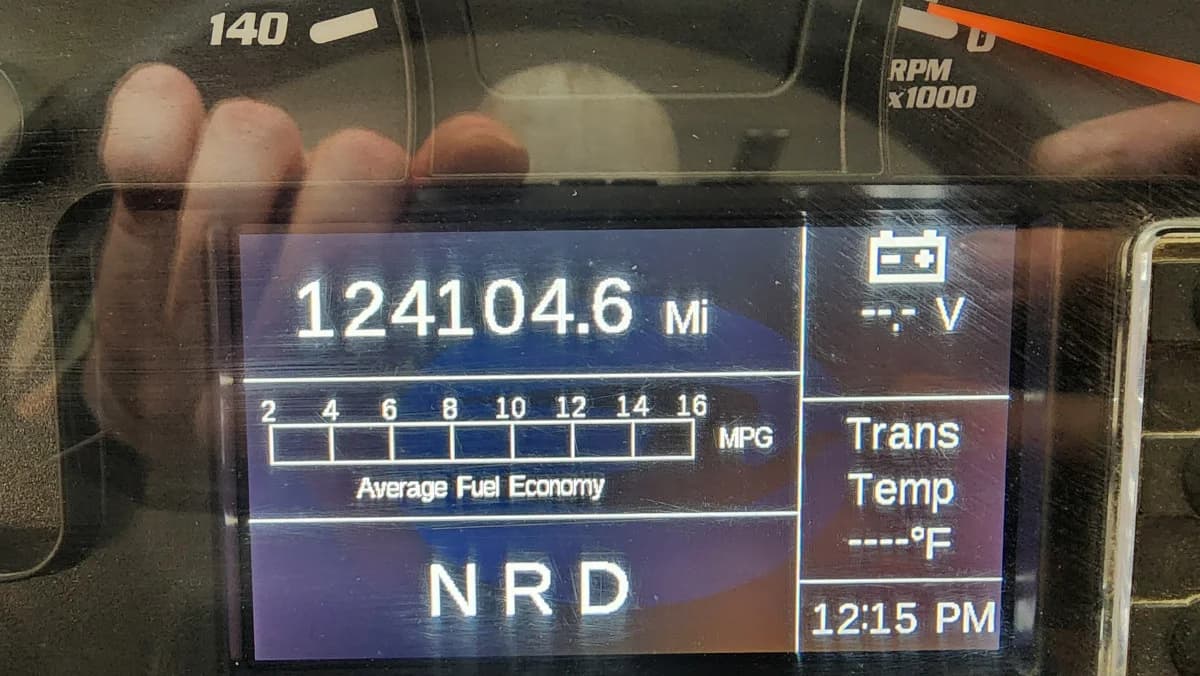 140
0
RPM
x1000
124104.6 Mi
--.- V
2 4 6 8 10 12 14 16
MPG
Average Fuel Economy
Trans
Temp
----°F
N R D
12:15 PM